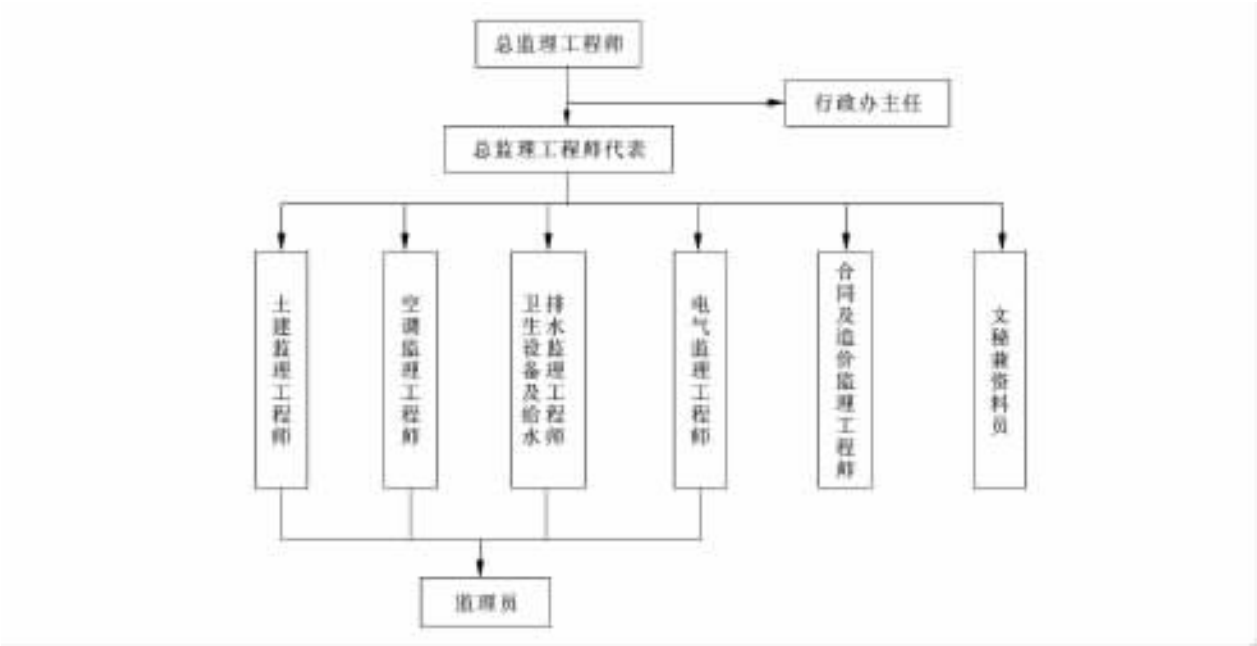 总监理工程师
行政办主任
总监理工程师代表
土建监理工程师
空调监理工程师
卫生设备及给水
排水监理工程师
电气监理工程师
合同及造价监理工程师
文秘兼资料员
监理员